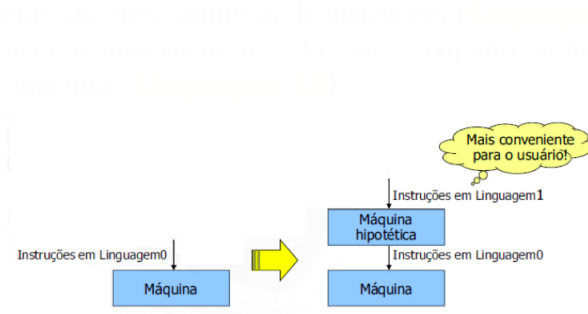 Mais conveniente
para o usuário!
Instruções em Linguagem1
Máquina
hipotética
Instruções em Linguagem0
Instruções em Linguagem0
Máquina
Máquina